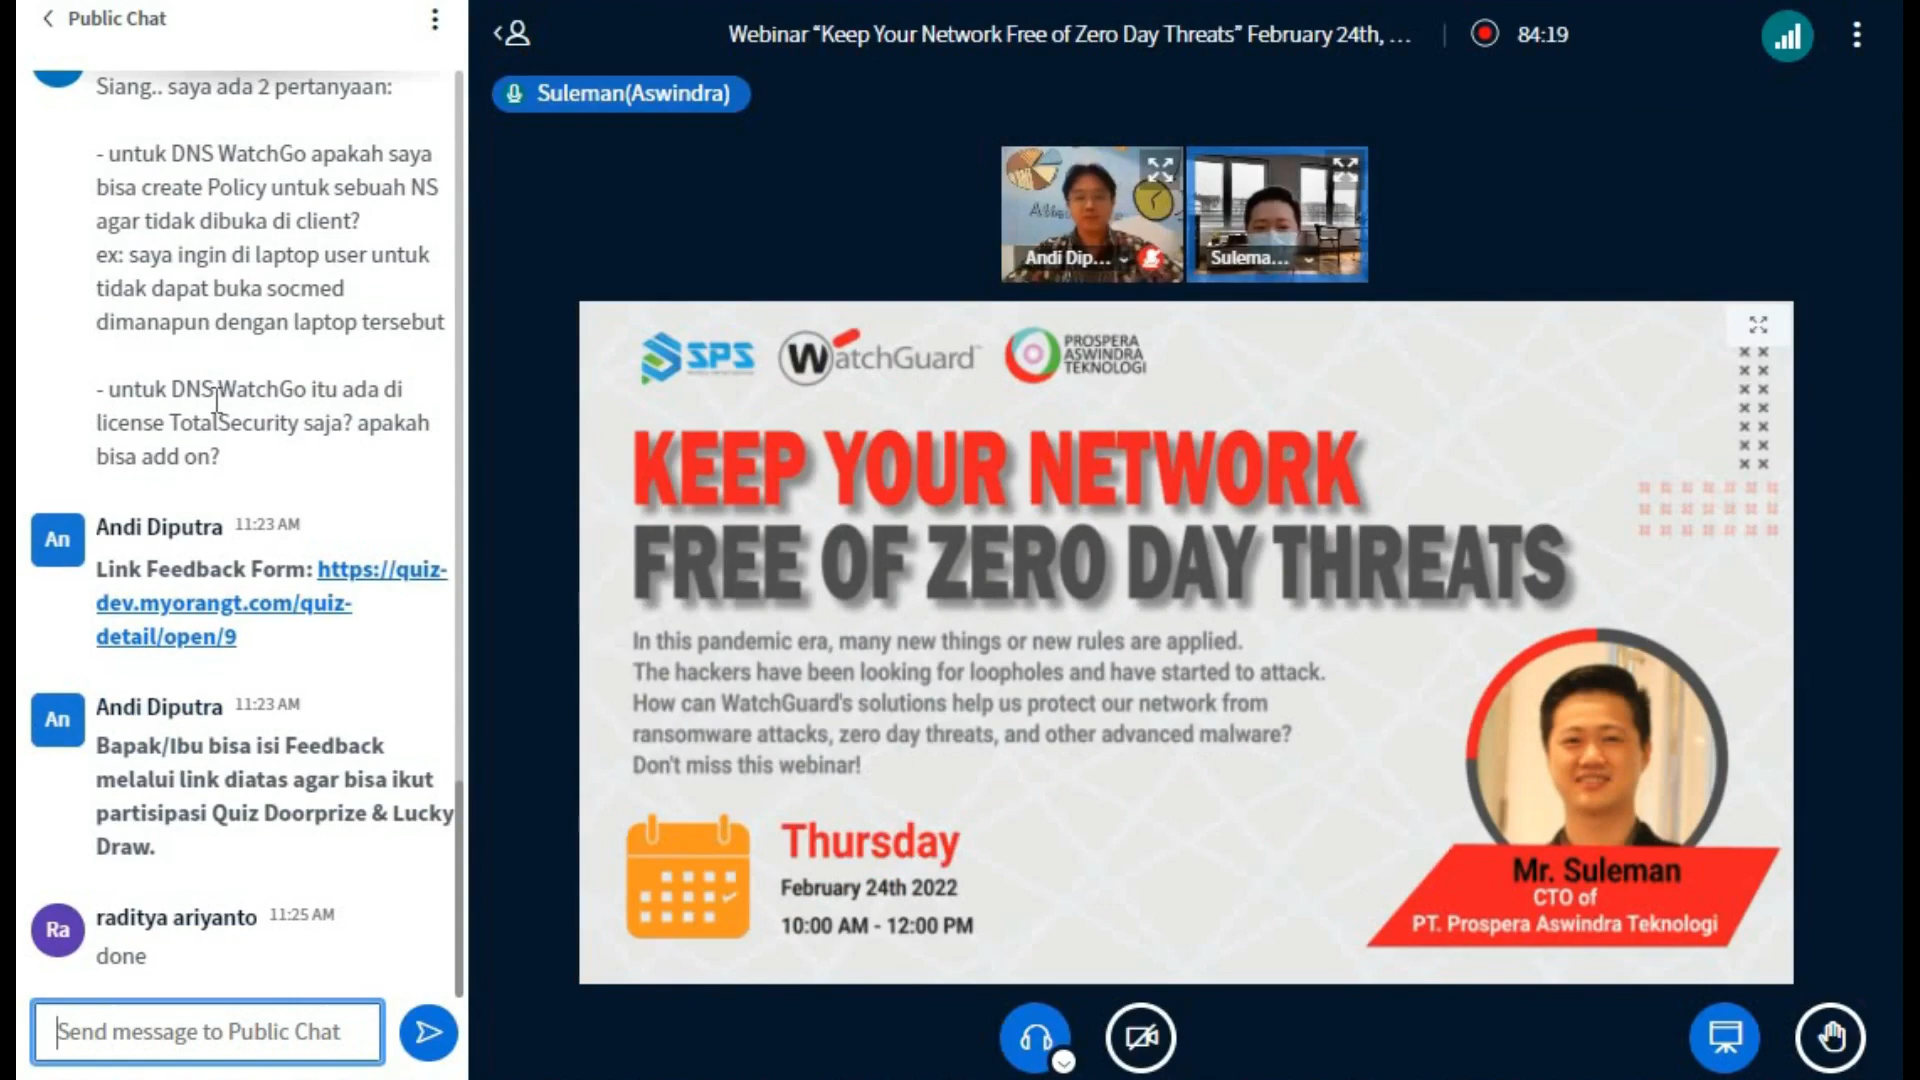 Public Chat
Siang.. saya ada 2 pertanyaan:
- untuk DNS WatchGo apakah saya
bisa create Policy untuk sebuah NS
agar tidak dibuka di client?
ex: saya ingin di laptop user untuk
tidak dapat buka socmed
dimanapun dengan laptop tersebut
- untuk DNS WatchGo itu ada di
license TotalSecurity saja? apakah
bisa add on?
An
Andi Diputra 11:23 AM
Link Feedback Form: https://quiz-
dev.myorangt.com/quiz-
detail/open/9
An
Andi Diputra 11:23 AM
Bapak/Ibu bisa isi Feedback
melalui link diatas agar bisa ikut
partisipasi Quiz Doorprize & Lucky
Draw.
Ra
raditya ariyanto 11:25 AM
done
Send message to Public Chat
Webinar “Keep Your Network Free of Zero Day Threats” February 24th, ...
84:19
Suleman(Aswindra)
Andi Dip...
Sulema...
SPS
WatchGuard
PROSPERA
ASWINDRA
TEKNOLOGI
KEEP YOUR NETWORK
FREE OF ZERO DAY THREATS
In this pandemic era, many new things or new rules are applied.
The hackers have been looking for loopholes and have started to attack.
How can WatchGuard's solutions help us protect our network from
ransomware attacks, zero day threats, and other advanced malware?
Don't miss this webinar!
Thursday
February 24th 2022
10:00 AM - 12:00 PM
Mr. Suleman
CTO of
PT. Prospera Aswindra Teknologi